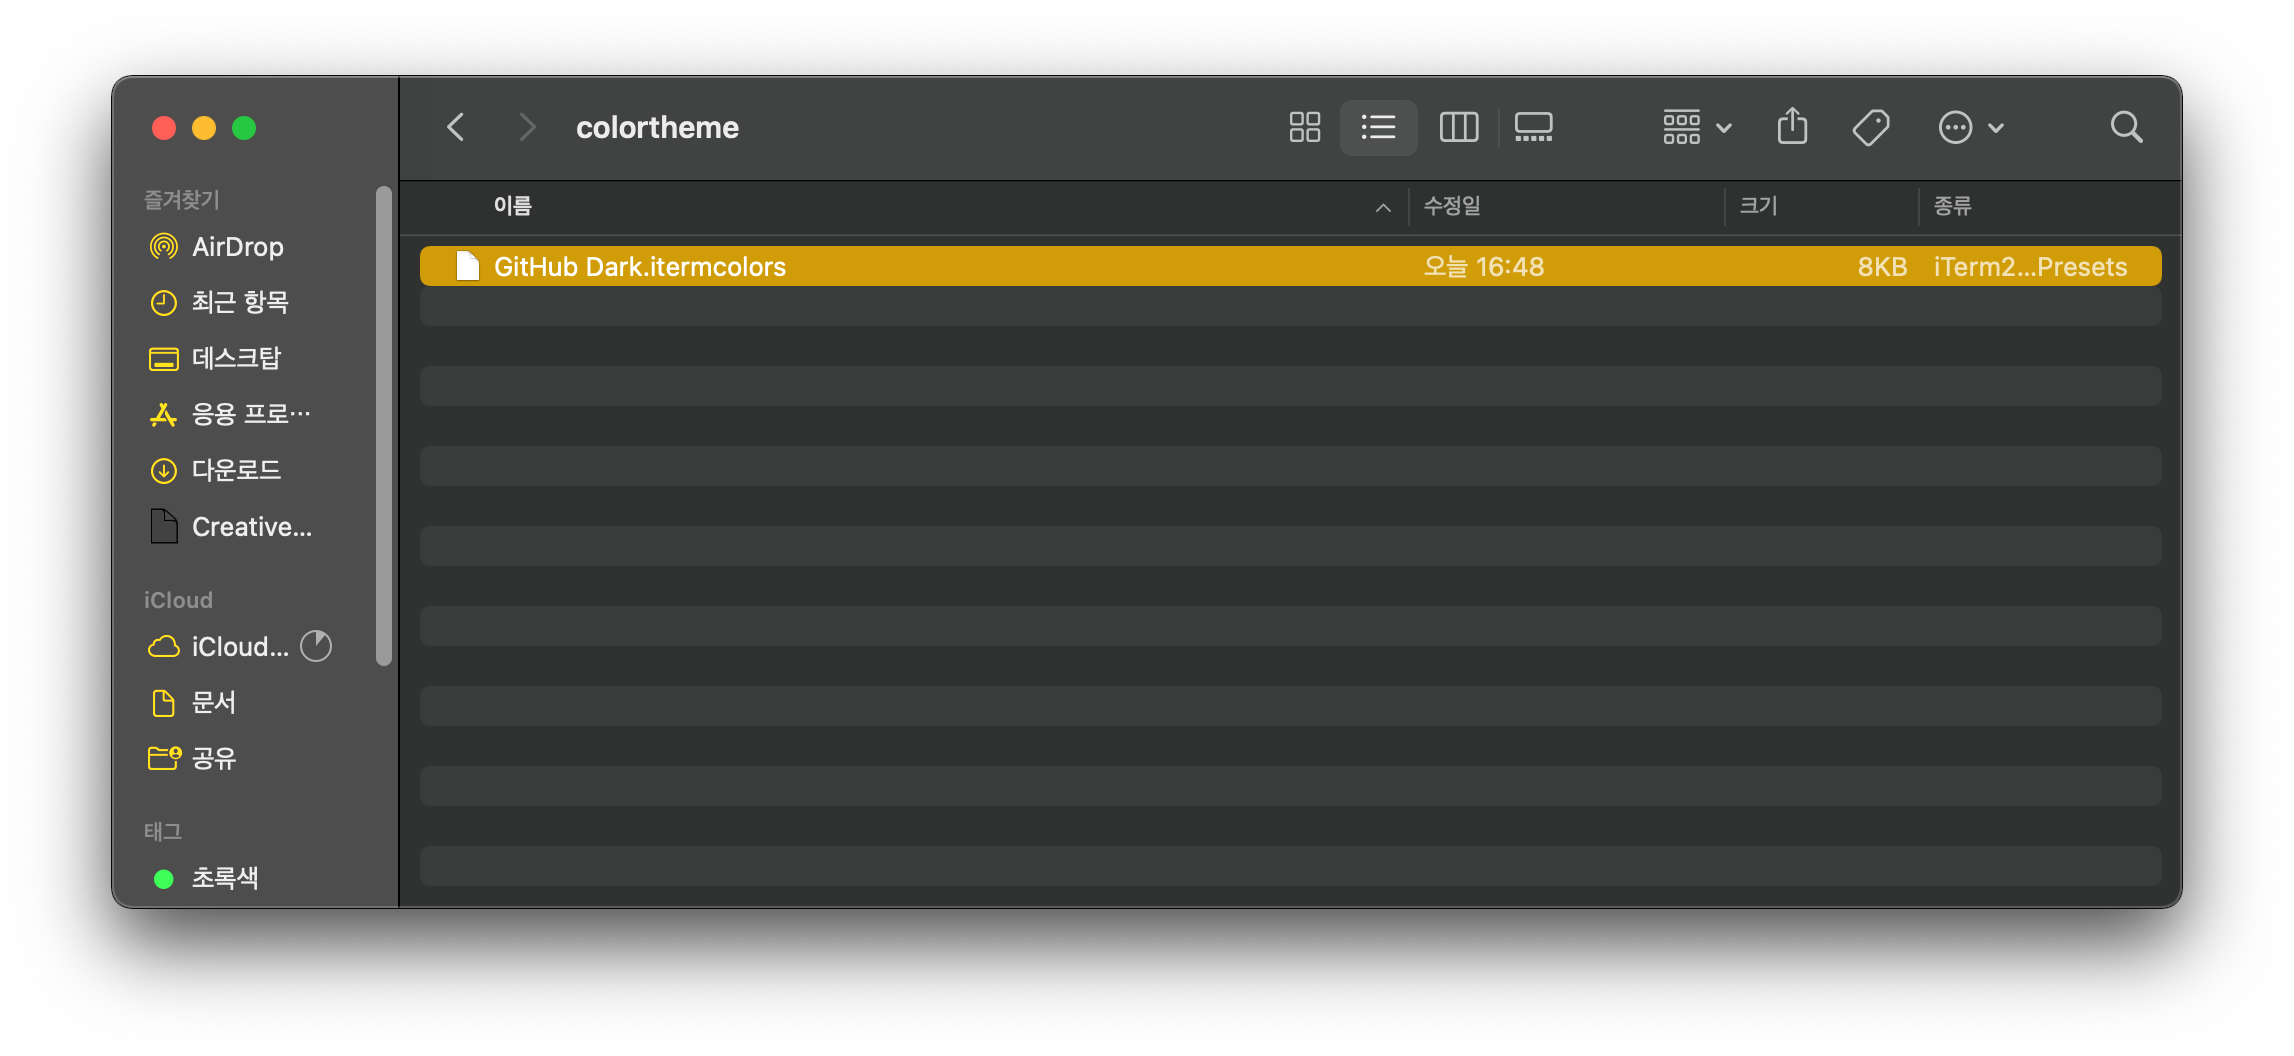 colortheme
즐겨찾기
AirDrop
최근 항목
데스크탑
응용 프로…
다운로드
Creative...
iCloud
iCloud...
문서
공유
태그
초록색
이름 수정일 크기 종류
GitHub Dark.itermcolors 오늘 16:48 8KB iTerm2...Presets